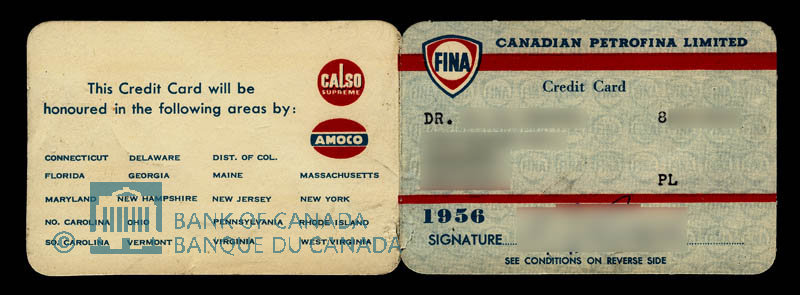 This Credit Card will be
honoured in the following areas by:
CALSO
SUPREME
AMOCO
CONNECTICUT DELAWARE DIST. OF COL.
FLORIDA GEORGIA MAINE MASSACHUSETTS
MARYLAND NEW HAMPSHIRE NEW JERSEY NEW YORK
NO. CAROLINA OHIO PENNSYLVANIA RHODE ISLAND
SO. CAROLINA VERMONT VIRGINIA WEST VIRGINIA
© BANK OF CANADA
BANQUE DU CANADA
FINA
CANADIAN PETROFINA LIMITED
Credit Card
DR. 8
PL
1956
SIGNATURE
SEE CONDITIONS ON REVERSE SIDE